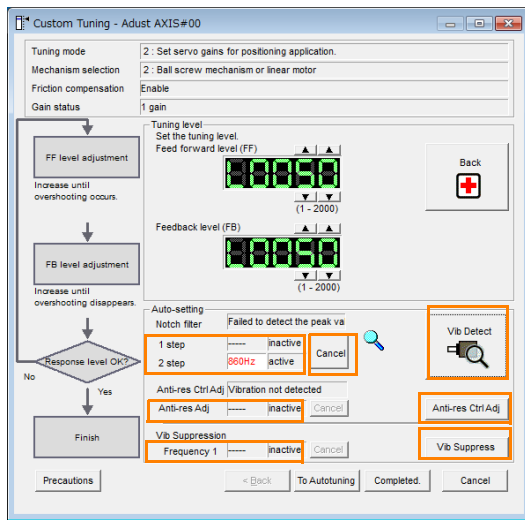 Custom Tuning - Adust AXIS#00
Tuning mode 2 : Set servo gains for positioning application.
Mechanism selection 2 : Ball screw mechanism or linear motor
Friction compensation Enable
Gain status 1 gain
FF level adjustment
Increase until
overshooting occurs.
FB level adjustment
Increase until
overshooting disappears.
Response level OK?
No
Yes
Finish
Tuning level
Set the tuning level.
Feed forward level (FF)
L0050
(1 - 2000)
Feedback level (FB)
(1 - 2000)
Back
Auto-setting
Notch filter Failed to detect the peak va
1 step ----- inactive
2 step 860Hz active
Cancel
Vib Detect
Anti-res Ctrl Adj Vibration not detected
Anti-res Adj ----- inactive Cancel
Anti-res Ctrl Adj
Vib Suppression
Frequency 1 ----- inactive Cancel
Vib Suppress
Precautions
< Back To Autotuning Completed. Cancel